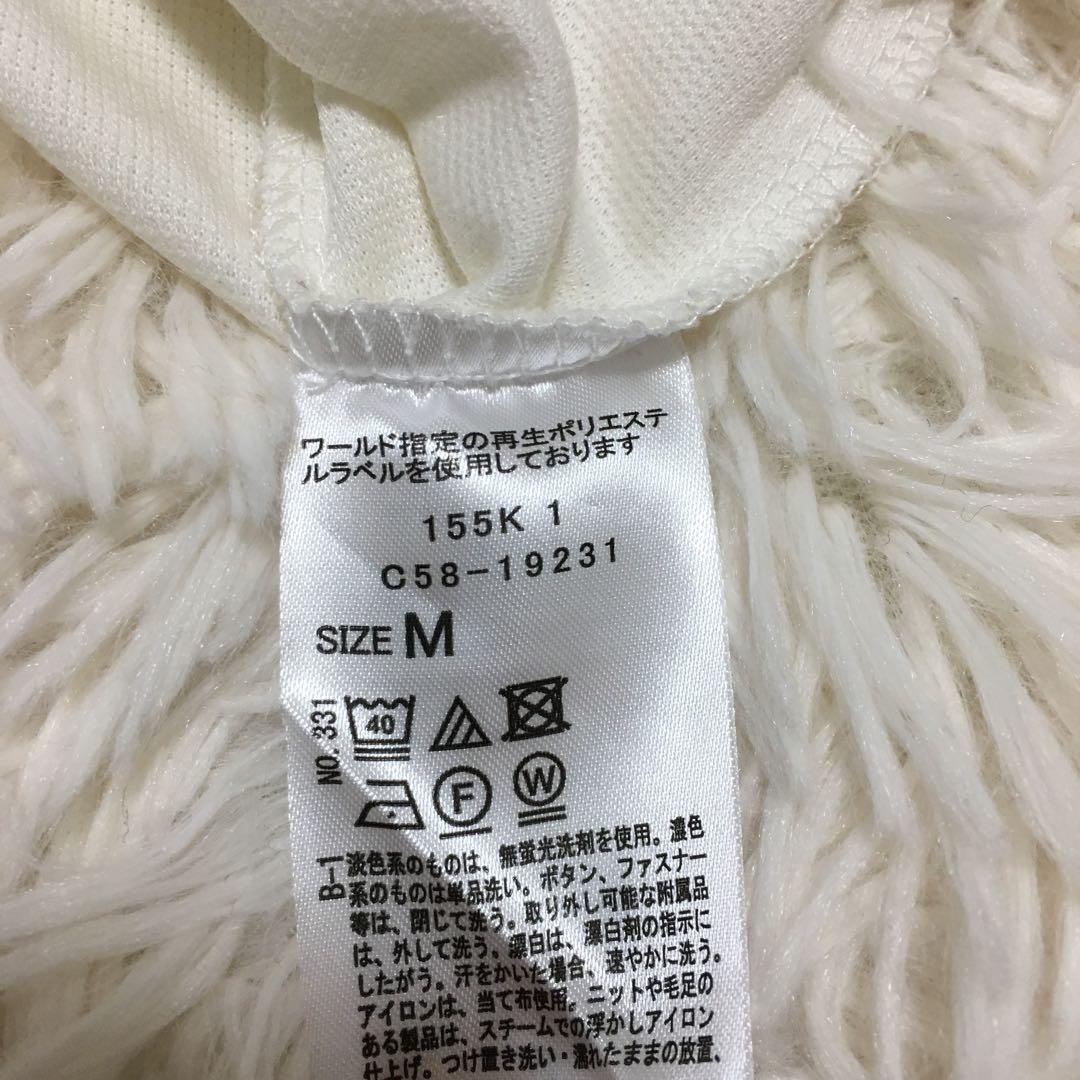 ワールド指定の再生ポリエステ
ルラベルを使用しております
155K 1
C58-19231
SIZE M
NO. 331
40
F W
B-1
淡色系のものは、無蛍光洗剤を使用。濃色
系のものは単品洗い。ボタン、ファスナー
等は、閉じて洗う。取り外し可能な附属品
は、外して洗う。漂白は、漂白剤の指示に
したがう。汗をかいた場合、速やかに洗う。
アイロンは、当て布使用。ニットや毛足の
ある製品は、スチームでの浮かしアイロン
仕上げ。つけ置き洗い・濡れたままの放置、